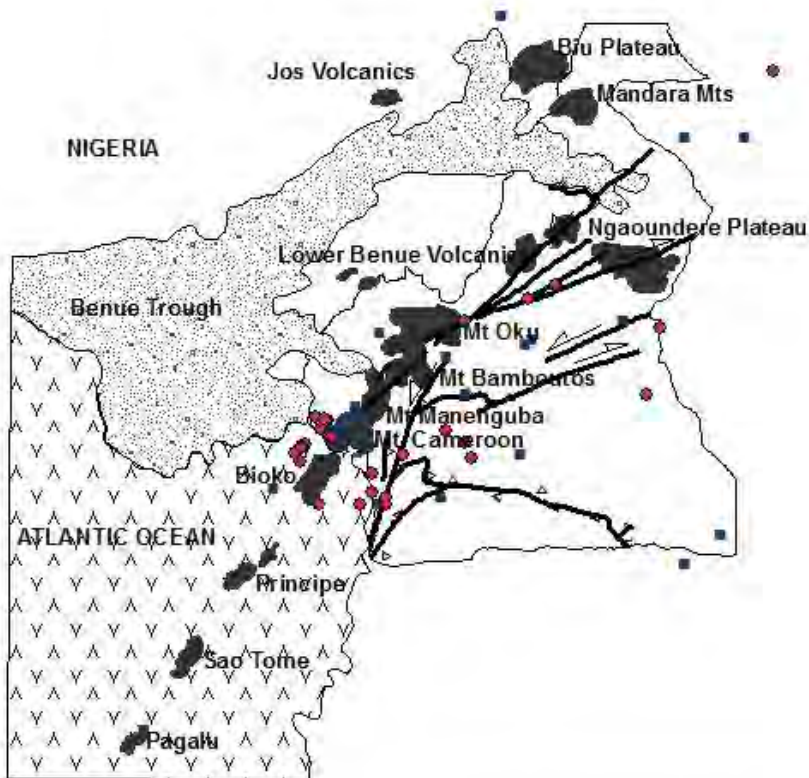 Biu Plateau
Jos Volcanics
Mandara Mts
NIGERIA
Ngaoundere Plateau
Lower Benue Volcanic
Benue Trough
Mt Oku
Mt Bamboutos
Mt Manenguba
Mt. Cameroon
Bioko
ATLANTIC OCEAN
Principe
Sao Tome
Pagalu